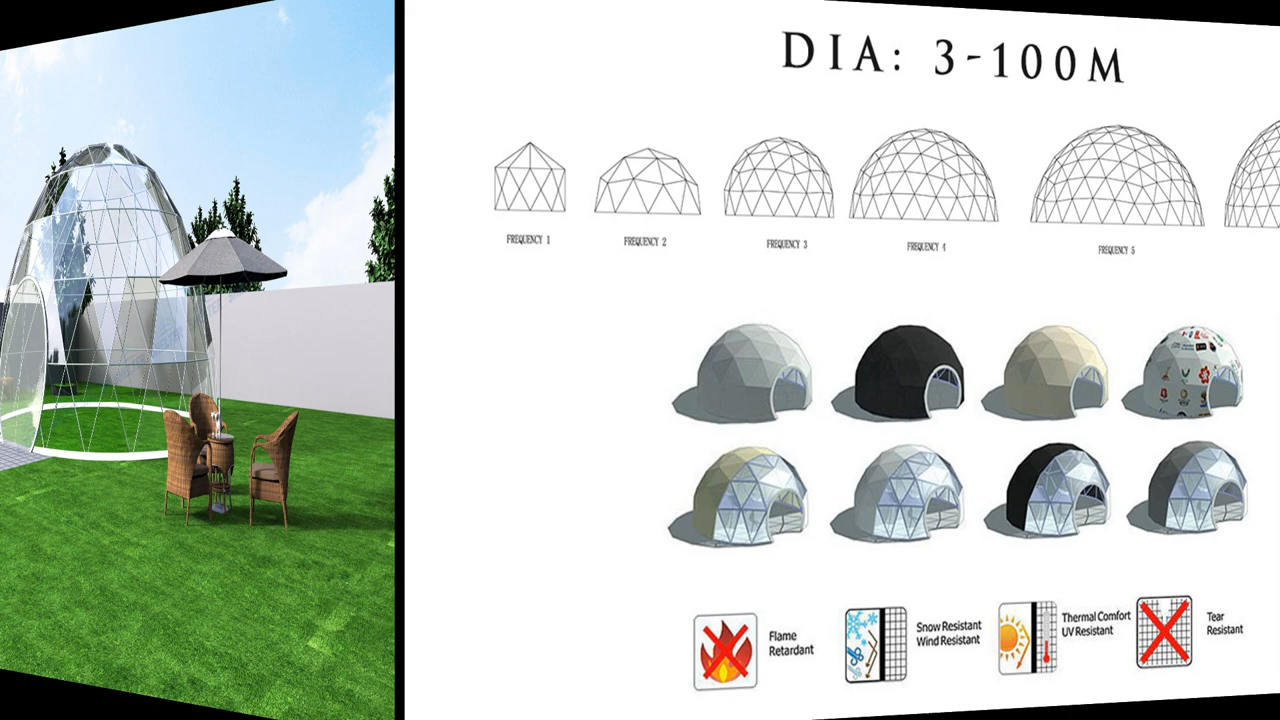 DIA: 3-100M
FREQUENCY 1
FREQUENCY 2
FREQUENCY 3
FREQUENCY 4
FREQUENCY 5
Flame
Retardant
Snow Resistant
Wind Resistant
Thermal Comfort
UV Resistant
Tear
Resistant